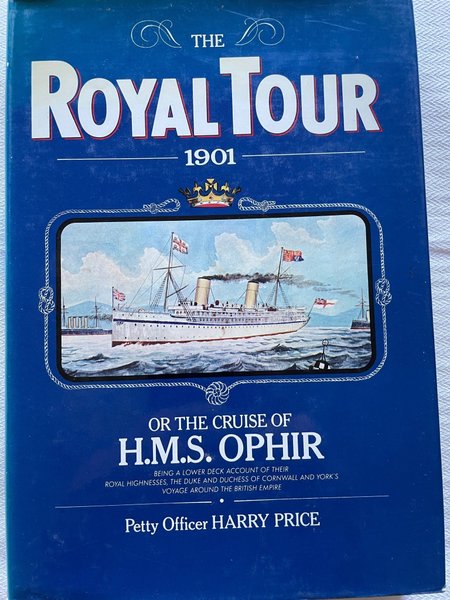 THE
ROYAL TOUR
1901
OR THE CRUISE OF
H.M.S. OPHIR
BEING A LOWER DECK ACCOUNT OF THEIR
ROYAL HIGHNESSES, THE DUKE AND DUCHESS OF CORNWALL AND YORK'S
VOYAGE AROUND THE BRITISH EMPIRE
Petty Officer HARRY PRICE